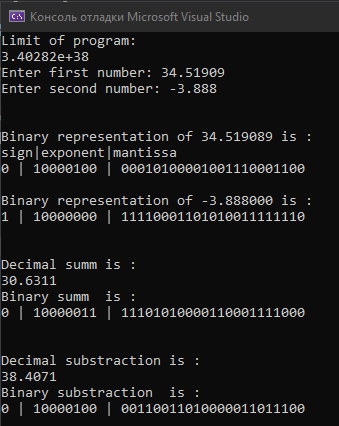 Консоль отладки Microsoft Visual Studio
Limit of program:
3.40282e+38
Enter first number: 34.51909
Enter second number: -3.888
Binary representation of 34.519089 is :
sign|exponent|mantissa
0 | 10000100 | 00010100001001110001100
Binary representation of -3.888000 is :
1 | 10000000 | 11110001101010011111110
Decimal summ is :
30.6311
Binary summ  is :
0 | 10000011 | 11101010000110001111000
Decimal substraction is :
38.4071
Binary substraction  is :
0 | 10000100 | 00110011010000011011100